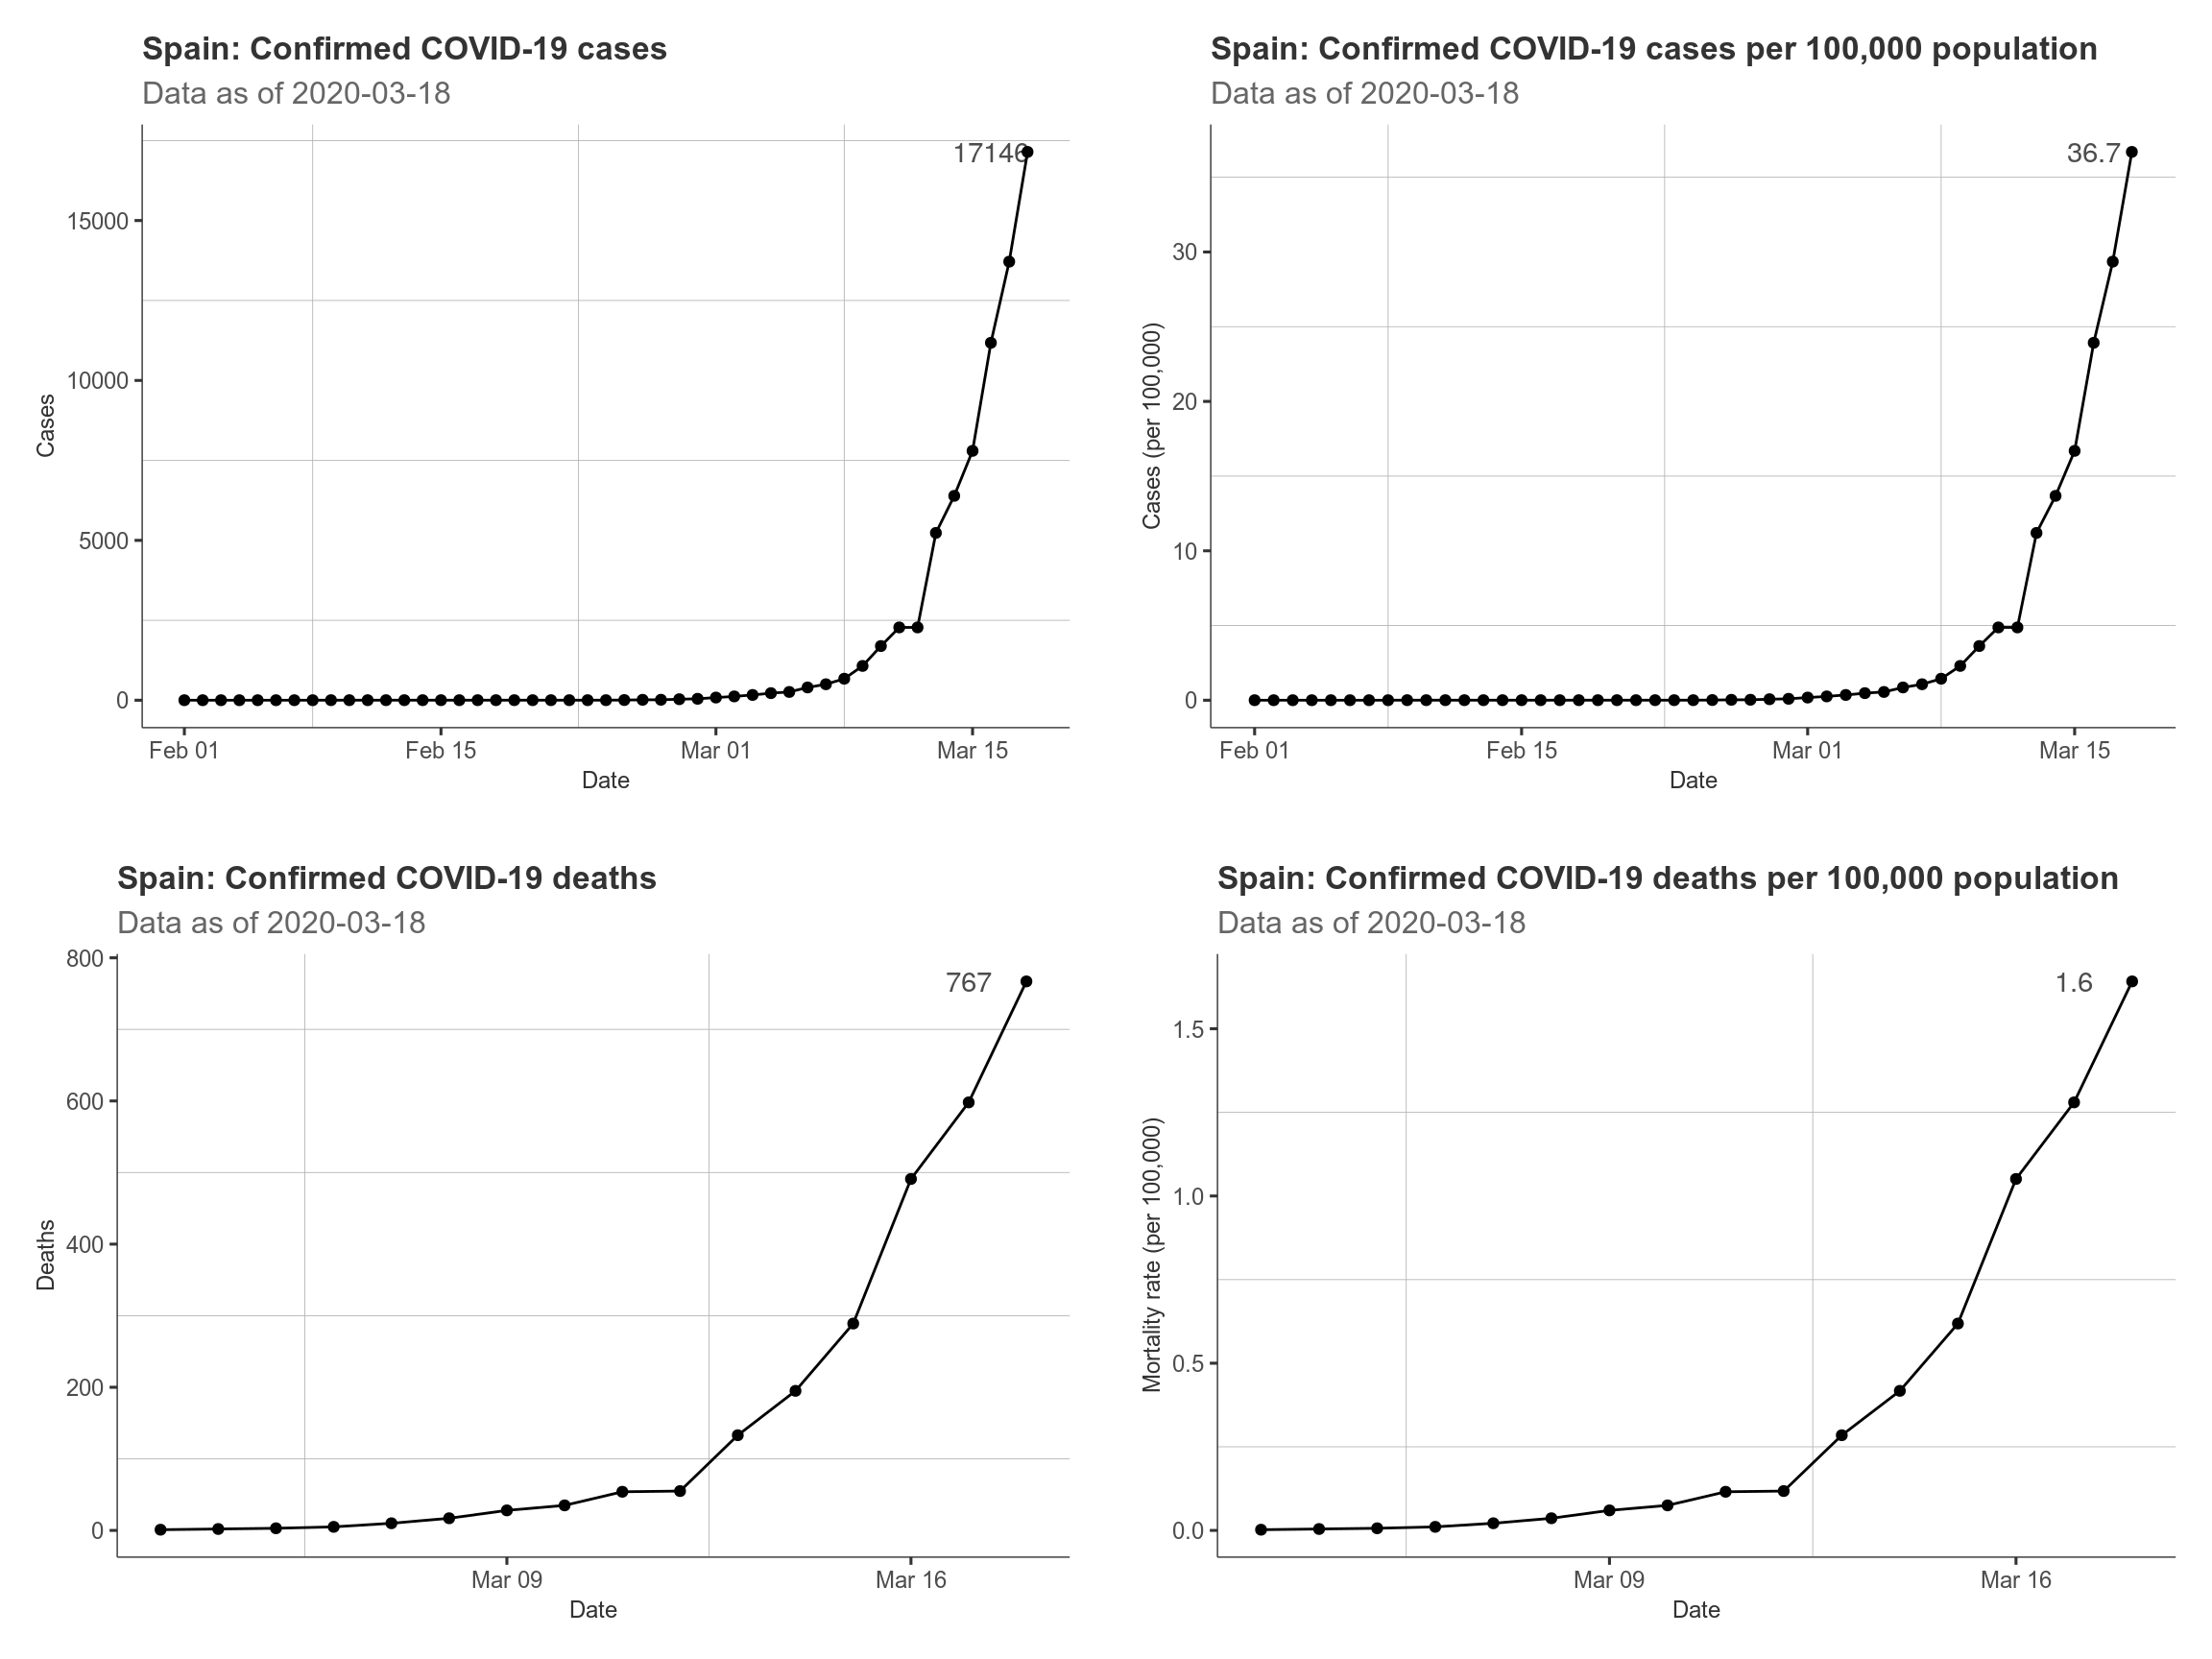 Spain: Confirmed COVID-19 cases
Data as of 2020-03-18
17146
15000
10000
5000
0
Cases
Feb 01
Feb 15
Mar 01
Mar 15
Date
Spain: Confirmed COVID-19 cases per 100,000 population
Data as of 2020-03-18
36.7
30
20
10
0
Cases (per 100,000)
Feb 01
Feb 15
Mar 01
Mar 15
Date
Spain: Confirmed COVID-19 deaths
Data as of 2020-03-18
800
767
600
400
200
0
Deaths
Mar 09
Mar 16
Date
Spain: Confirmed COVID-19 deaths per 100,000 population
Data as of 2020-03-18
1.6
1.5
1.0
0.5
0.0
Mortality rate (per 100,000)
Mar 09
Mar 16
Date